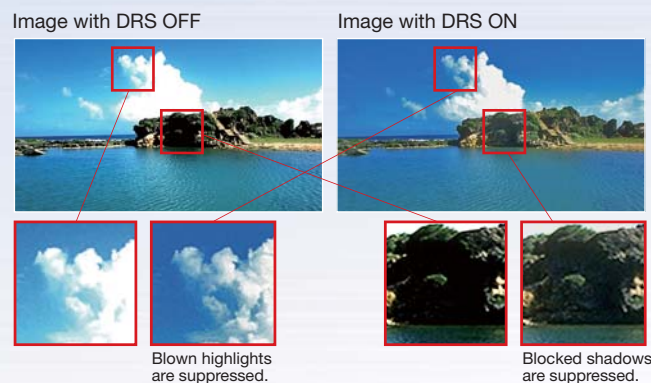 Image with DRS OFF
Image with DRS ON
Blown highlights
are suppressed.
Blocked shadows
are suppressed.